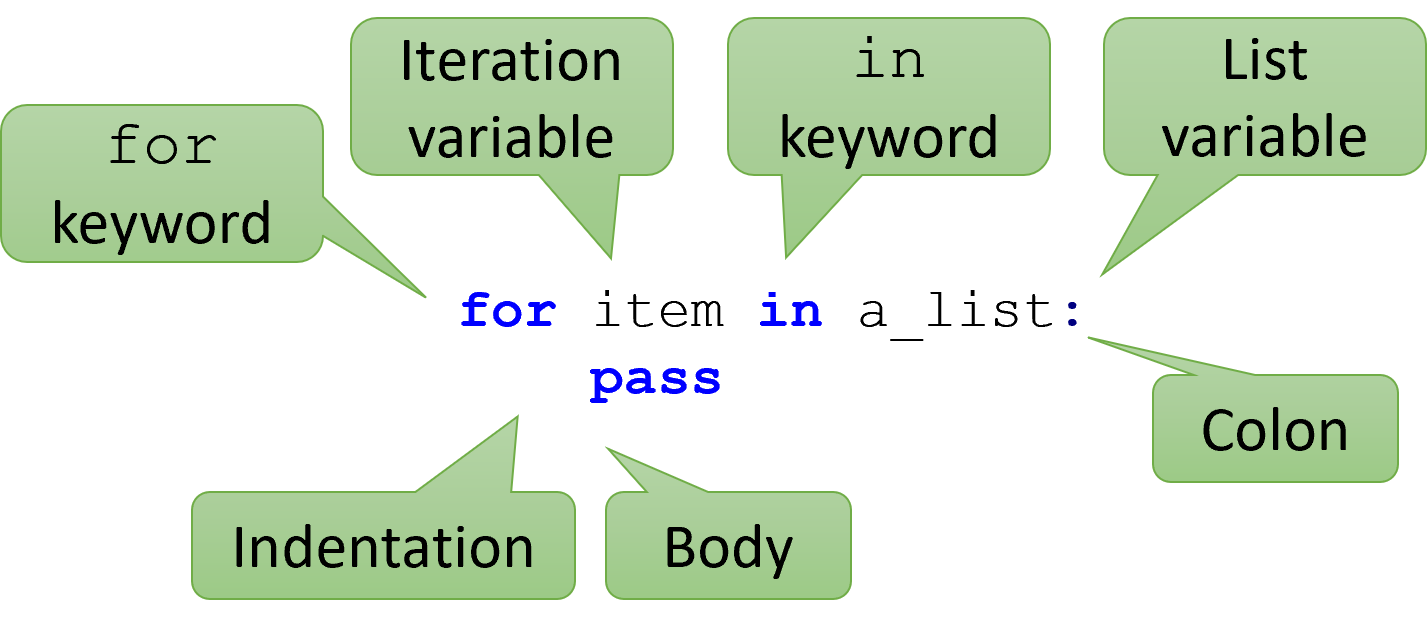 for
keyword
Iteration
variable
in
keyword
List
variable
for item in a_list:
    pass
Colon
Indentation
Body